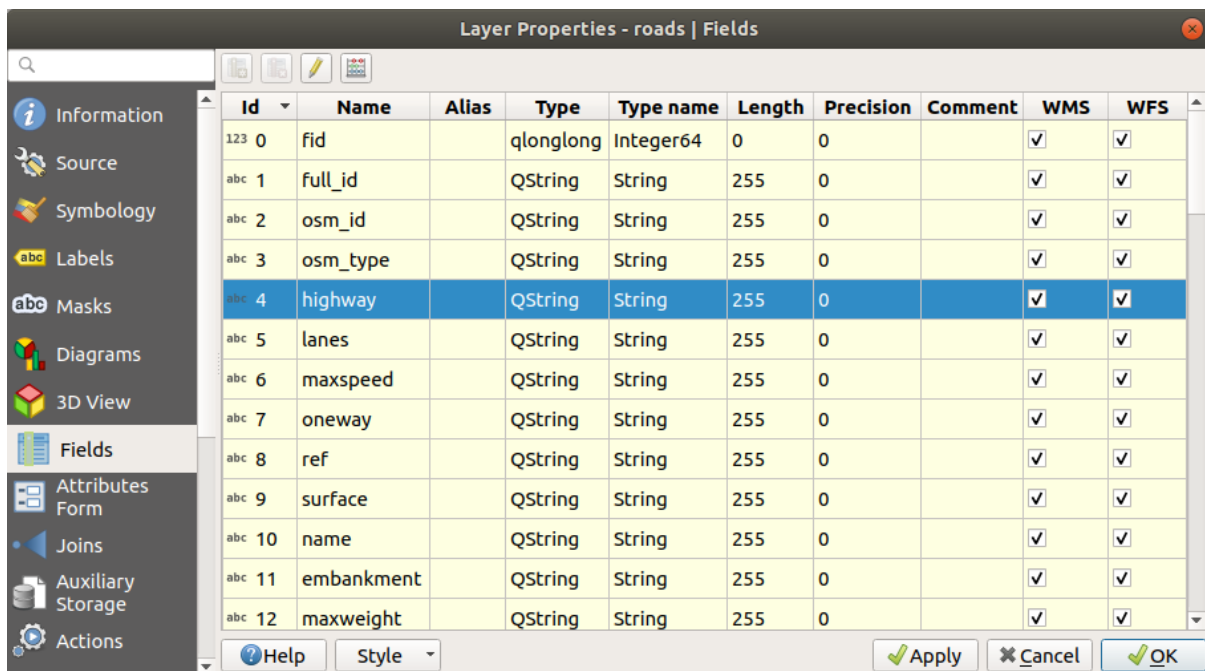 Layer Properties - roads | Fields
Information
Source
Symbology
abc Labels
abc Masks
Diagrams
3D View
Fields
Attributes
Form
Joins
Auxiliary
Storage
Actions
Id Name Alias Type Type name Length Precision Comment WMS WFS
123 0 fid qlonglong Integer64 0 0
abc 1 full_id QString String 255 0
abc 2 osm_id QString String 255 0
abc 3 osm_type QString String 255 0
abc 4 highway QString String 255 0
abc 5 lanes QString String 255 0
abc 6 maxspeed QString String 255 0
abc 7 oneway QString String 255 0
abc 8 ref QString String 255 0
abc 9 surface QString String 255 0
abc 10 name QString String 255 0
abc 11 embankment QString String 255 0
abc 12 maxweight QString String 255 0
Help Style Apply Cancel OK